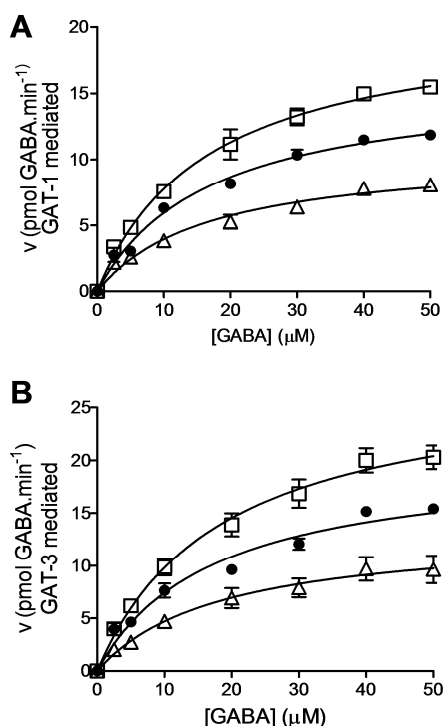 A
v (pmol GABA.min⁻¹)
GAT-1 mediated
20
15
10
5
0
0 10 20 30 40 50
[GABA] (μM)
B
v (pmol GABA.min⁻¹)
GAT-3 mediated
25
20
15
10
5
0
0 10 20 30 40 50
[GABA] (μM)